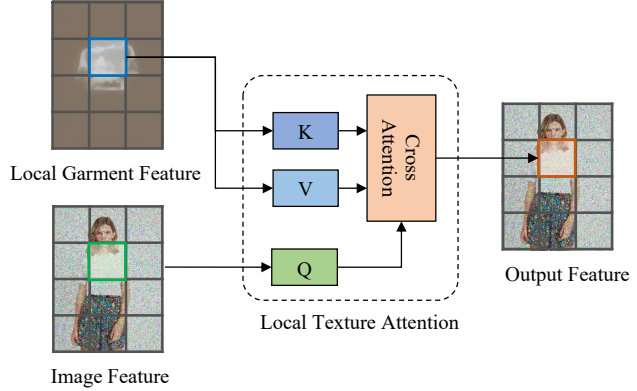 Local Garment Feature
K
V
Q
Cross
Attention
Local Texture Attention
Image Feature
Output Feature